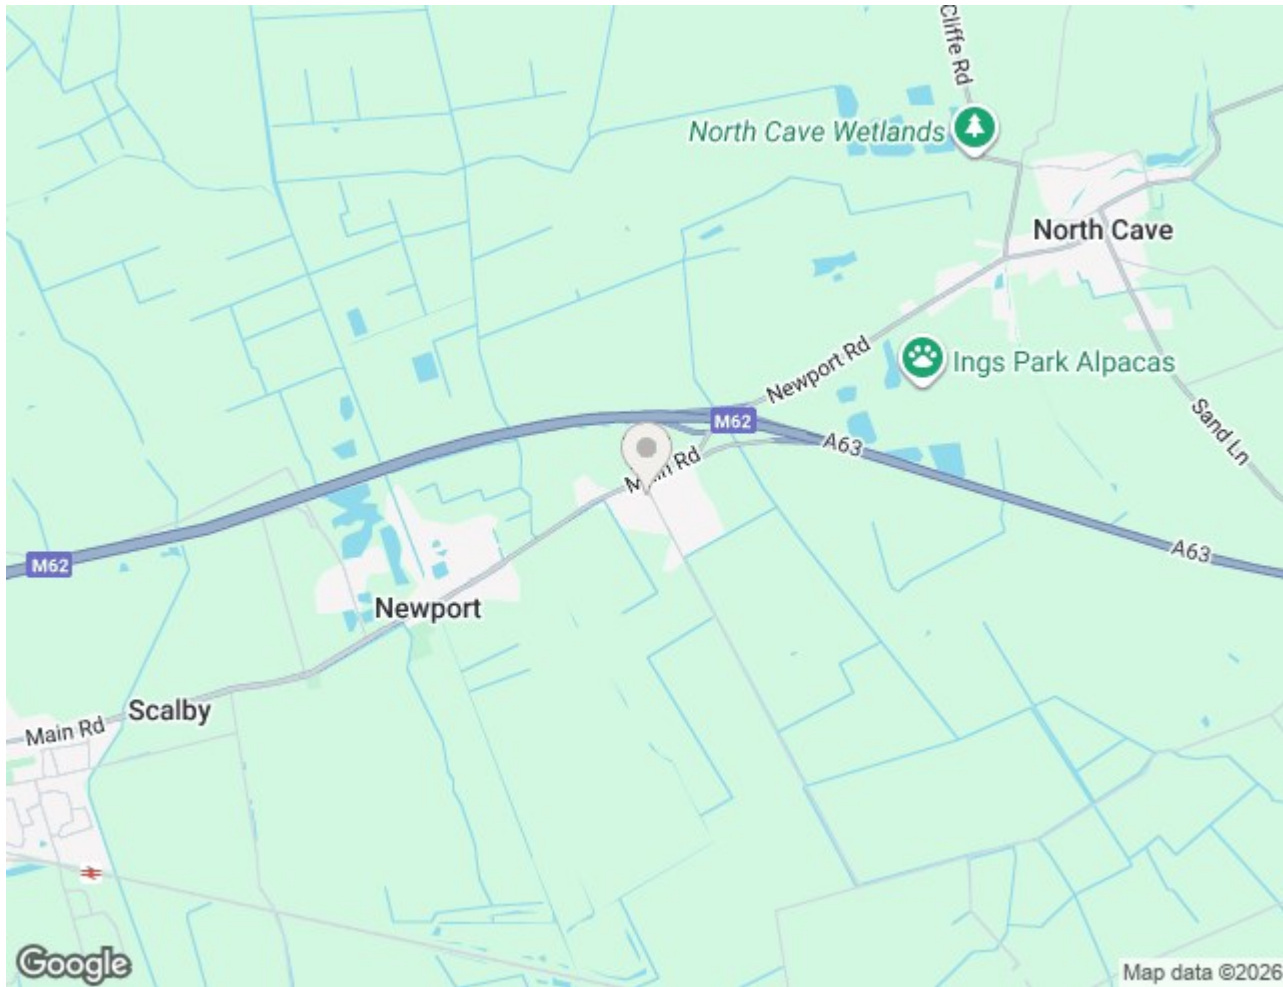 Cliffe Rd
North Cave Wetlands
North Cave
Newport Rd
Ings Park Alpacas
Sand Ln
M62
A63
Main Rd
A63
M62
Newport
Scalby
Main Rd
Google
Map data ©2026